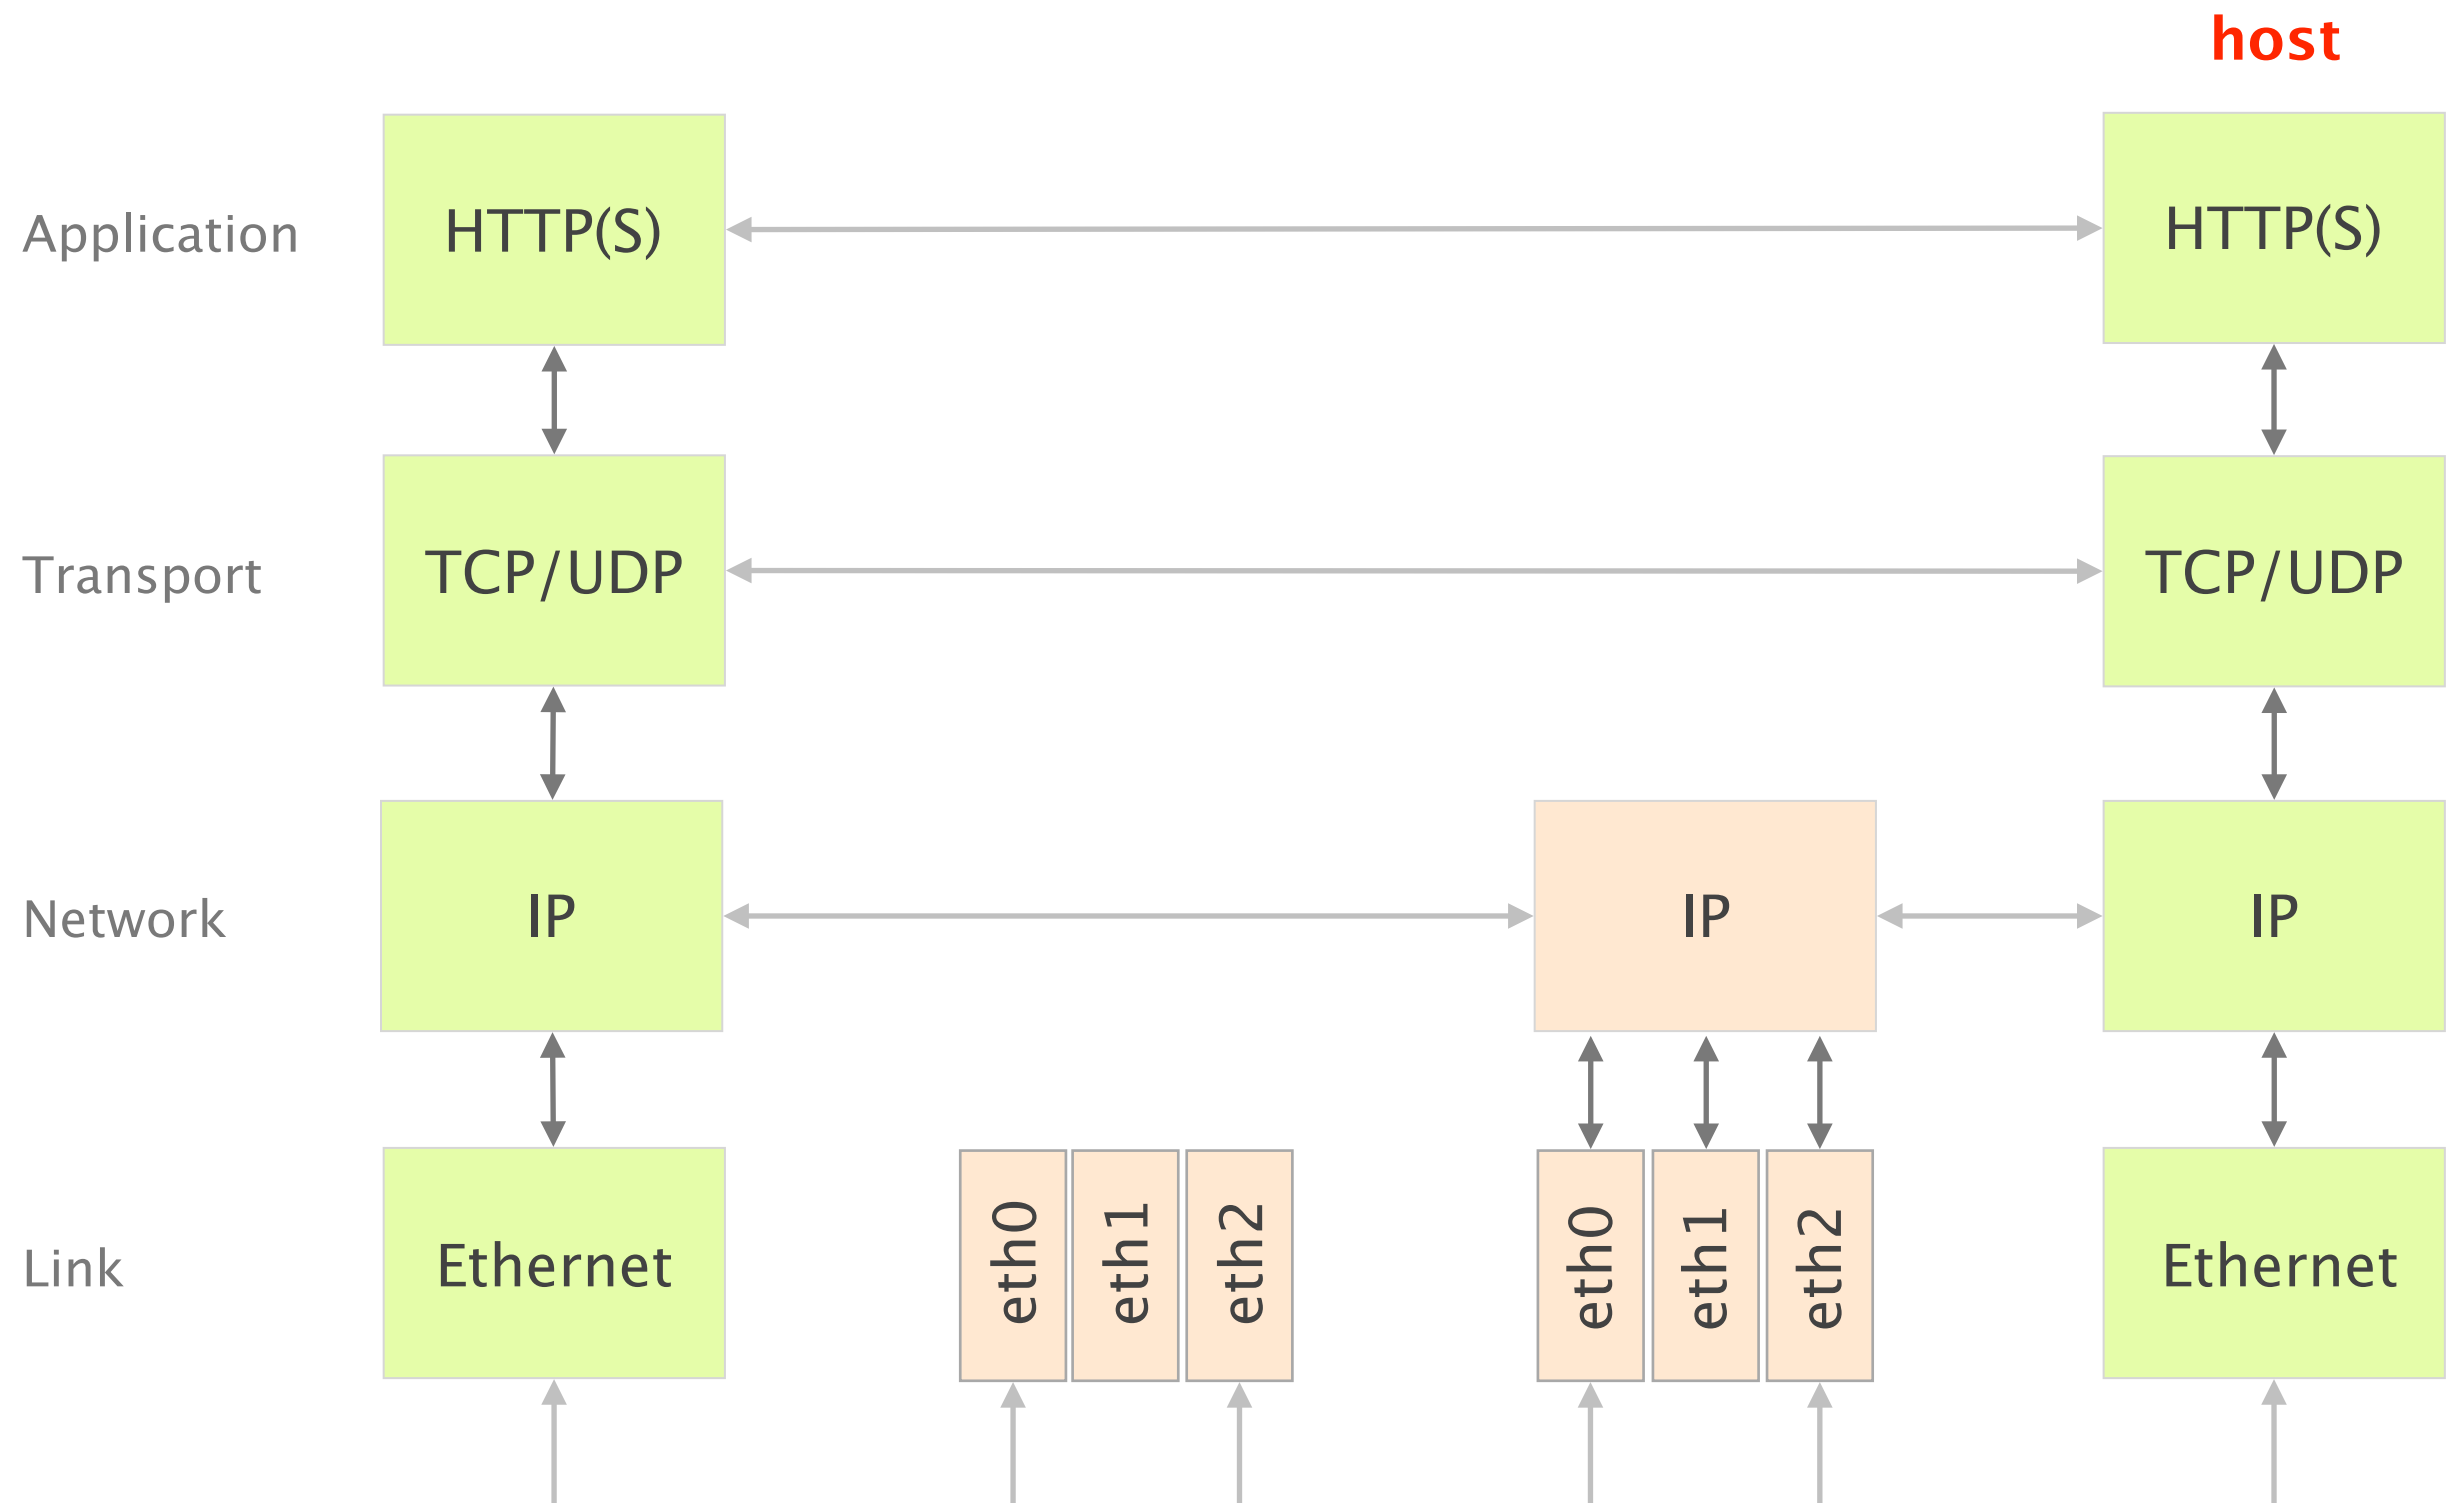 host
Application
HTTP(S)
HTTP(S)
Transport
TCP/UDP
TCP/UDP
Network
IP
IP
IP
Link
Ethernet
eth0
eth1
eth2
eth0
eth1
eth2
Ethernet